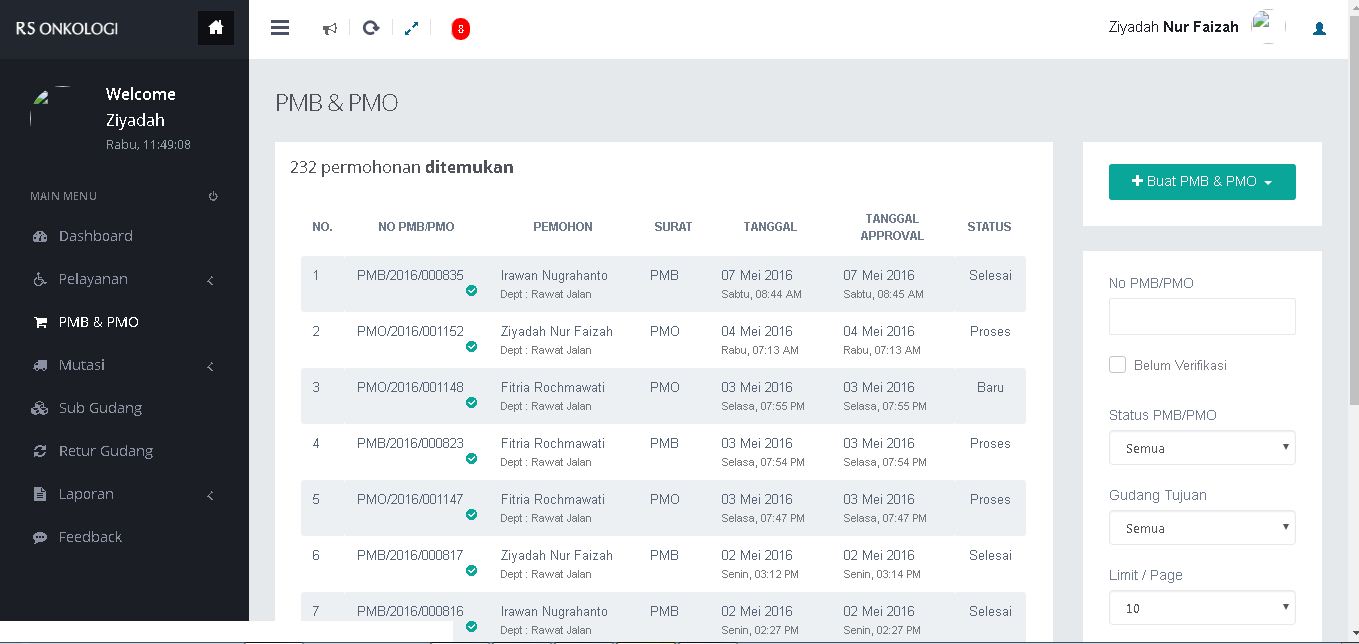 RS ONKOLOGI
8
Ziyadah Nur Faizah
Welcome
Ziyadah
Rabu, 11:49:08
MAIN MENU
Dashboard
Pelayanan
PMB & PMO
Mutasi
Sub Gudang
Retur Gudang
Laporan
Feedback
PMB & PMO
232 permohonan ditemukan
NO. NO PMB/PMO PEMOHON SURAT TANGGAL TANGGAL APPROVAL STATUS
1 PMB/2016/000835 Irawan Nugrahanto PMB 07 Mei 2016 07 Mei 2016 Selesai
Dept : Rawat Jalan Sabtu, 08:44 AM Sabtu, 08:45 AM
2 PMO/2016/001152 Ziyadah Nur Faizah PMO 04 Mei 2016 04 Mei 2016 Proses
Dept : Rawat Jalan Rabu, 07:13 AM Rabu, 07:13 AM
3 PMO/2016/001148 Fitria Rochmawati PMO 03 Mei 2016 03 Mei 2016 Baru
Dept : Rawat Jalan Selasa, 07:55 PM Selasa, 07:55 PM
4 PMB/2016/000823 Fitria Rochmawati PMB 03 Mei 2016 03 Mei 2016 Proses
Dept : Rawat Jalan Selasa, 07:54 PM Selasa, 07:54 PM
5 PMO/2016/001147 Fitria Rochmawati PMO 03 Mei 2016 03 Mei 2016 Proses
Dept : Rawat Jalan Selasa, 07:47 PM Selasa, 07:47 PM
6 PMB/2016/000817 Ziyadah Nur Faizah PMB 02 Mei 2016 02 Mei 2016 Selesai
Dept : Rawat Jalan Senin, 03:12 PM Senin, 03:14 PM
7 PMB/2016/000816 Irawan Nugrahanto PMB 02 Mei 2016 02 Mei 2016 Selesai
Dept : Rawat Jalan Senin, 02:27 PM Senin, 02:27 PM
Buat PMB & PMO
No PMB/PMO
Belum Verifikasi
Status PMB/PMO
Semua
Gudang Tujuan
Semua
Limit / Page
10